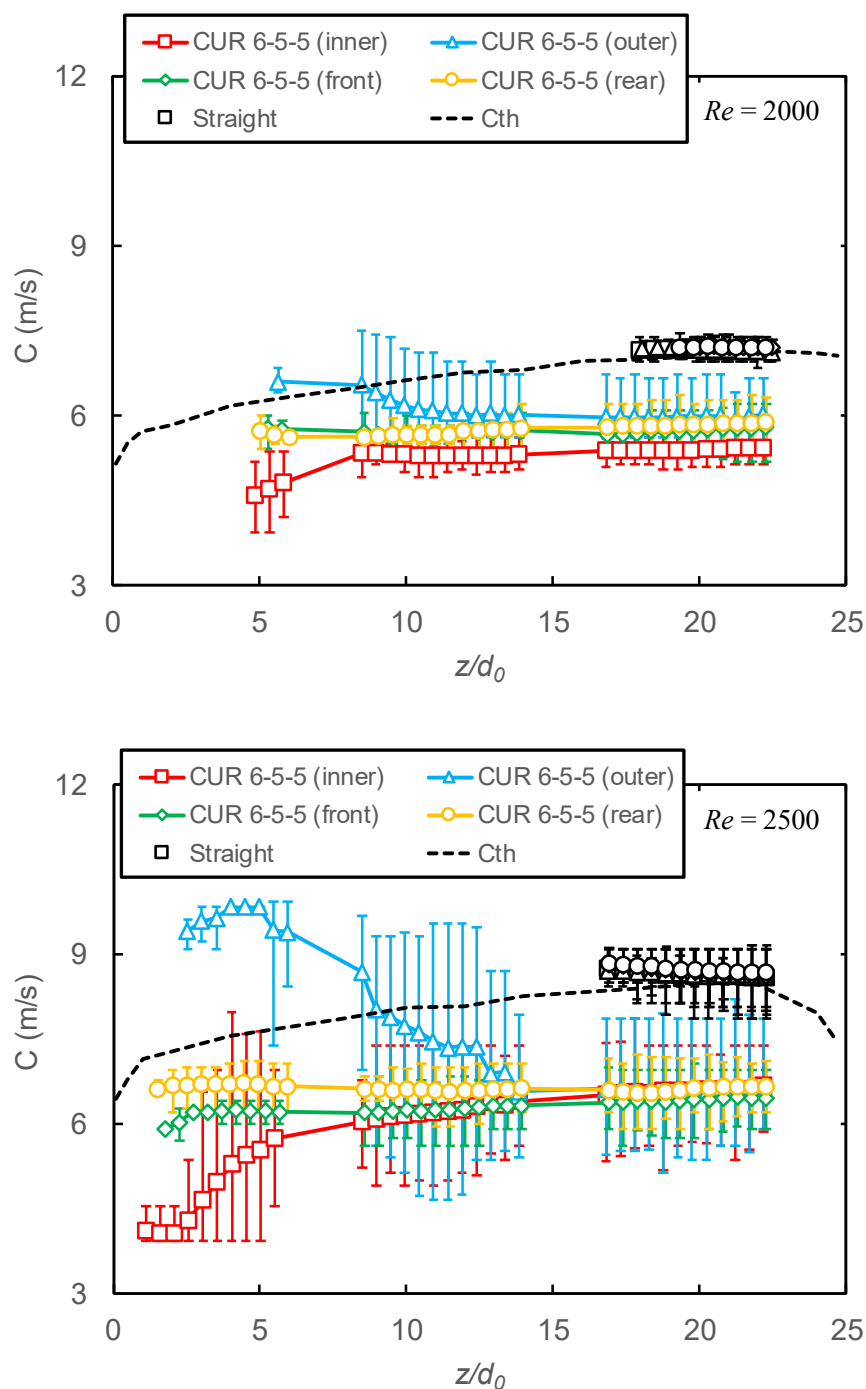 CUR 6-5-5 (inner) CUR 6-5-5 (outer)
CUR 6-5-5 (front) CUR 6-5-5 (rear)
Straight Cth
Re = 2000
12
9
6
3
C (m/s)
0 5 10 15 20 25
z/d0
CUR 6-5-5 (inner) CUR 6-5-5 (outer)
CUR 6-5-5 (front) CUR 6-5-5 (rear)
Straight Cth
Re = 2500
12
9
6
3
C (m/s)
0 5 10 15 20 25
z/d0